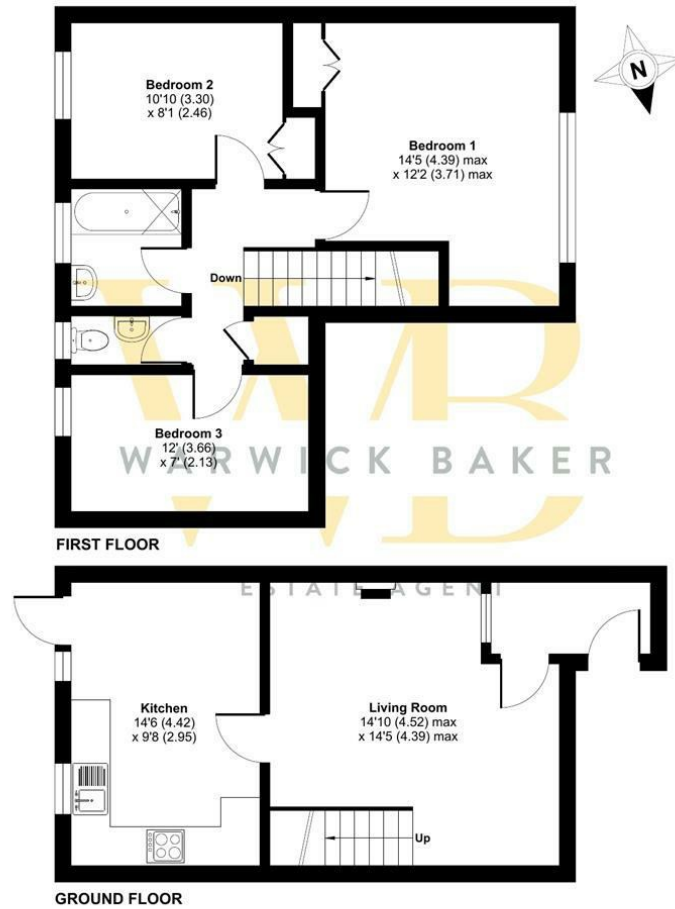 Bedroom 2
10'10 (3.30)
x 8'1 (2.46)
N
Bedroom 1
14'5 (4.39) max
x 12'2 (3.71) max
Down
Bedroom 3
12' (3.66)
x 7' (2.13)
WB
WARWICK BAKER
ESTATE AGENT
FIRST FLOOR
Kitchen
14'6 (4.42)
x 9'8 (2.95)
Living Room
14'10 (4.52) max
x 14'5 (4.39) max
Up
GROUND FLOOR